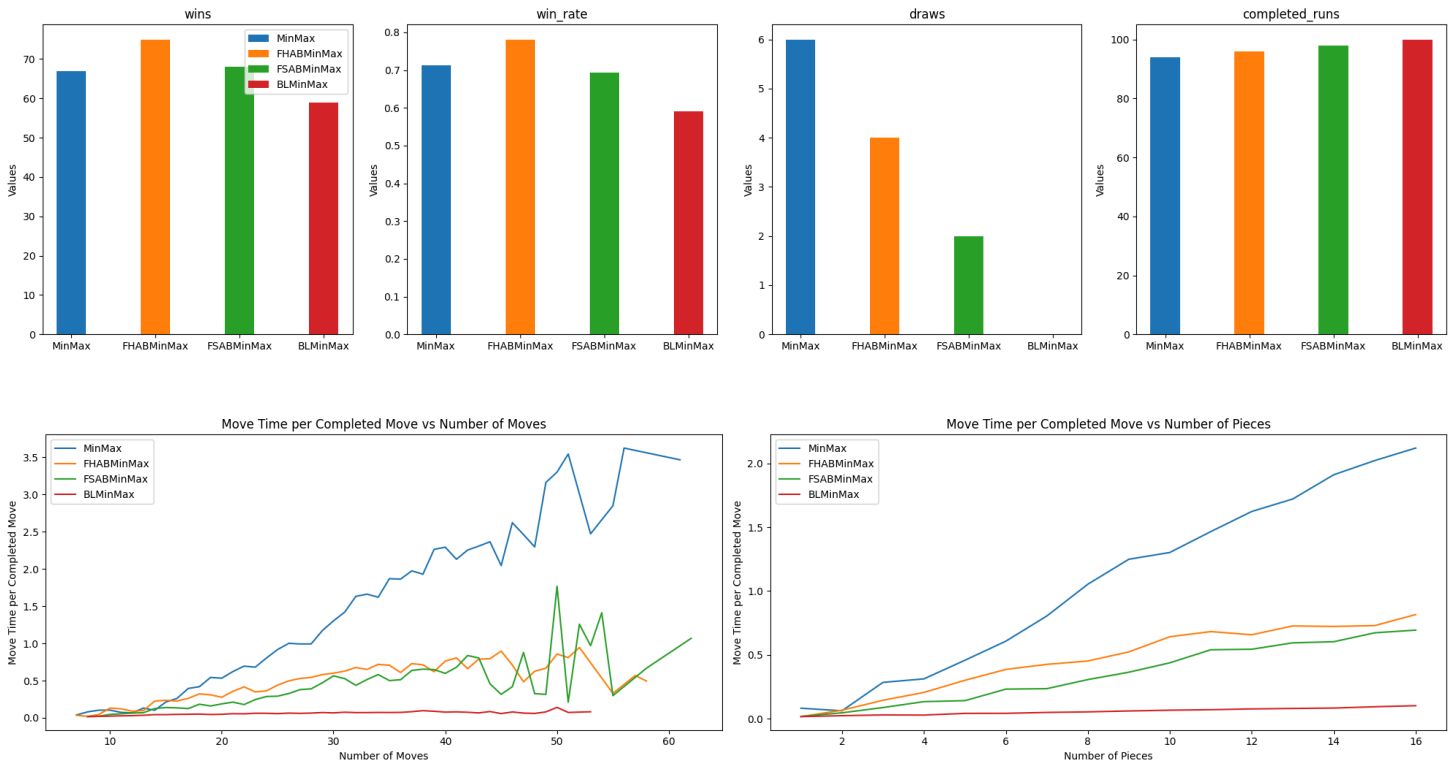 wins
win_rate
draws
completed_runs
Values
70
60
50
40
30
20
10
0
MinMax
FHABMinMax
FSABMinMax
BLMinMax
MinMax FHABMinMax FSABMinMax BLMinMax
Values
0.8
0.7
0.6
0.5
0.4
0.3
0.2
0.1
0.0
MinMax FHABMinMax FSABMinMax BLMinMax
Values
6
5
4
3
2
1
0
MinMax FHABMinMax FSABMinMax BLMinMax
Values
100
80
60
40
20
0
MinMax FHABMinMax FSABMinMax BLMinMax
Move Time per Completed Move vs Number of Moves
Move Time per Completed Move
3.5
3.0
2.5
2.0
1.5
1.0
0.5
0.0
MinMax
FHABMinMax
FSABMinMax
BLMinMax
10 20 30 40 50 60
Number of Moves
Move Time per Completed Move vs Number of Pieces
Move Time per Completed Move
2.0
1.5
1.0
0.5
0.0
MinMax
FHABMinMax
FSABMinMax
BLMinMax
2 4 6 8 10 12 14 16
Number of Pieces